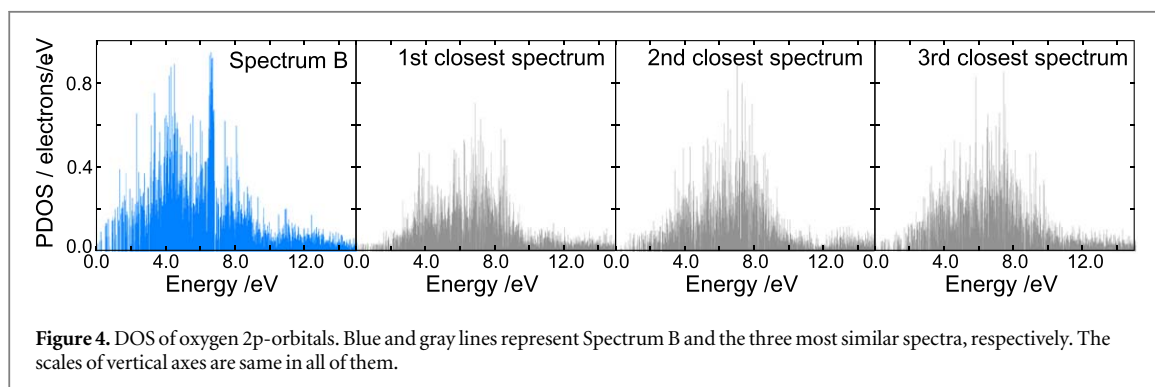 Spectrum B
1st closest spectrum
2nd closest spectrum
3rd closest spectrum
PDOS / electrons/eV
0.8
0.4
0.0
0.0 4.0 8.0 12.0 0.0 4.0 8.0 12.0 0.0 4.0 8.0 12.0 0.0 4.0 8.0 12.0
Energy /eV Energy /eV Energy /eV Energy /eV
Figure 4. DOS of oxygen 2p-orbitals. Blue and gray lines represent Spectrum B and the three most similar spectra, respectively. The
scales of vertical axes are same in all of them.